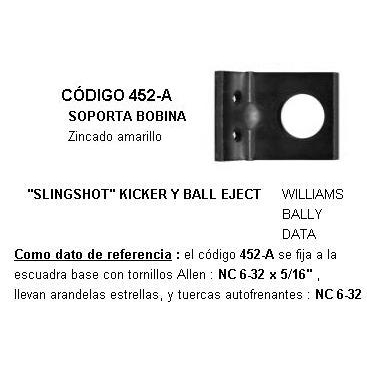 CÓDIGO 452-A
SOPORTA BOBINA
Zincado amarillo
"SLINGSHOT" KICKER Y BALL EJECT WILLIAMS
BALLY
DATA
Como dato de referencia : el código 452-A se fija a la
escuadra base con tornillos Allen : NC 6-32 x 5/16" ,
llevan arandelas estrellas, y tuercas autofrenantes : NC 6-32